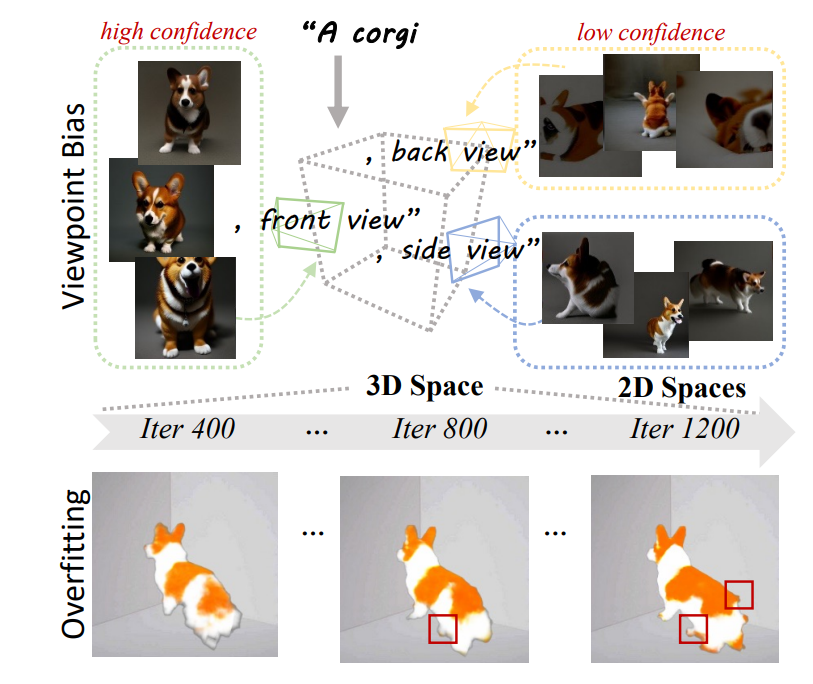 high confidence
"A corgi
low confidence
Viewpoint Bias
, back view"
, front view"
, side view"
3D Space
2D Spaces
Iter 400
...
Iter 800
...
Iter 1200
Overfitting
...
...